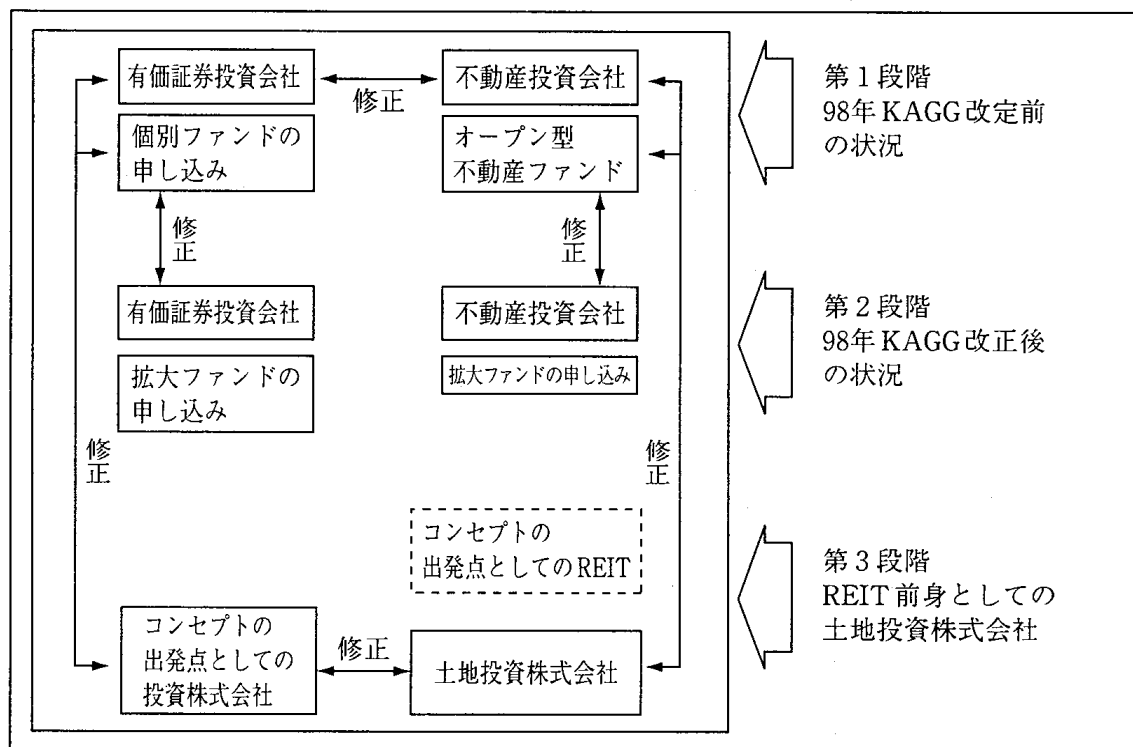 有価証券投資会社
修正
不動産投資会社
個別ファンドの
申し込み
オープン型
不動産ファンド
第1段階
98年KAGG改定前
の状況
修正
修正
有価証券投資会社
不動産投資会社
拡大ファンドの
申し込み
拡大ファンドの申し込み
第2段階
98年KAGG改正後
の状況
修正
修正
コンセプトの
出発点としてのREIT
コンセプトの
出発点としての
投資株式会社
修正
土地投資株式会社
第3段階
REIT前身としての
土地投資株式会社